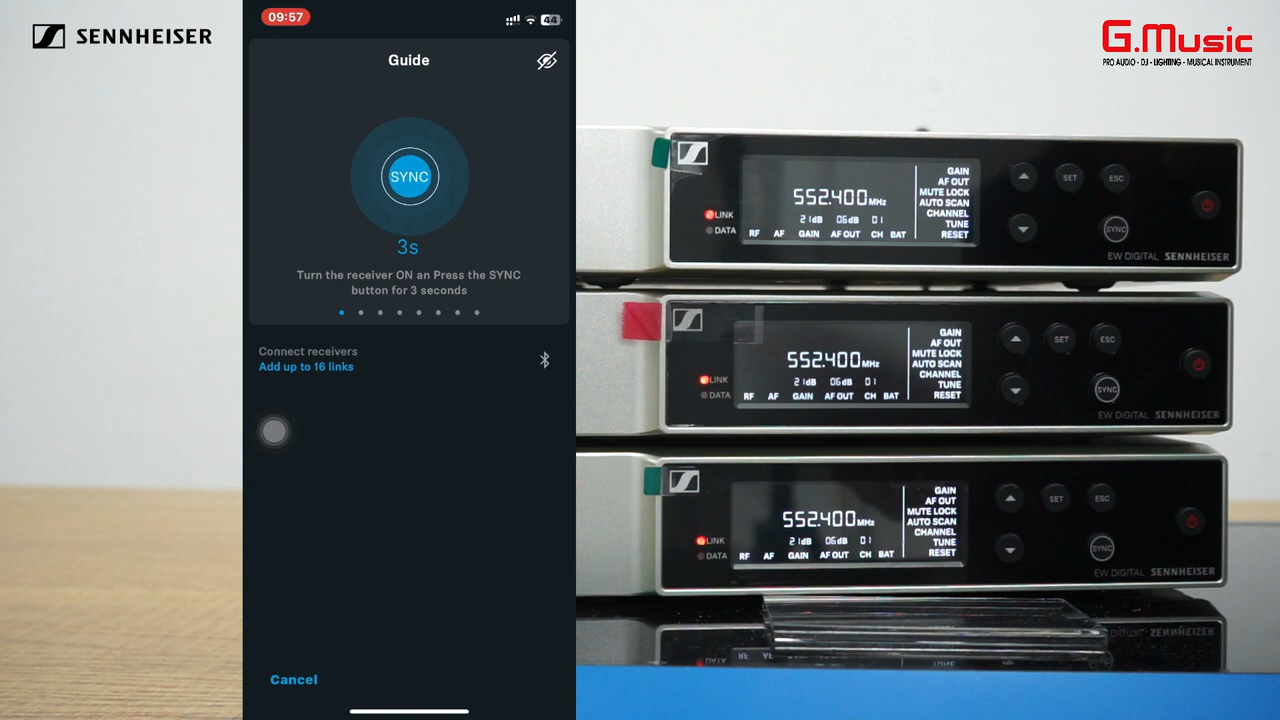 SENNHEISER
09:57
44
Guide
SYNC
3s
Turn the receiver ON an Press the SYNC
button for 3 seconds
Connect receivers
Add up to 16 links
Cancel
G.Music
PRO AUDIO - DJ - LIGHTING - MUSICAL INSTRUMENT
552.400 MHz
21dB 06dB 01
RF AF GAIN AF OUT CH BAT
GAIN
AF OUT
MUTE LOCK
AUTO SCAN
CHANNEL
TUNE
RESET
LINK
DATA
SET
ESC
SYNC
EW DIGITAL SENNHEISER
552.400 MHz
21dB 06dB 01
RF AF GAIN AF OUT CH BAT
GAIN
AF OUT
MUTE LOCK
AUTO SCAN
CHANNEL
TUNE
RESET
LINK
DATA
SET
ESC
SYNC
EW DIGITAL SENNHEISER
552.400 MHz
21dB 06dB 01
RF AF GAIN AF OUT CH BAT
GAIN
AF OUT
MUTE LOCK
AUTO SCAN
CHANNEL
TUNE
RESET
LINK
DATA
SET
ESC
SYNC
EW DIGITAL SENNHEISER